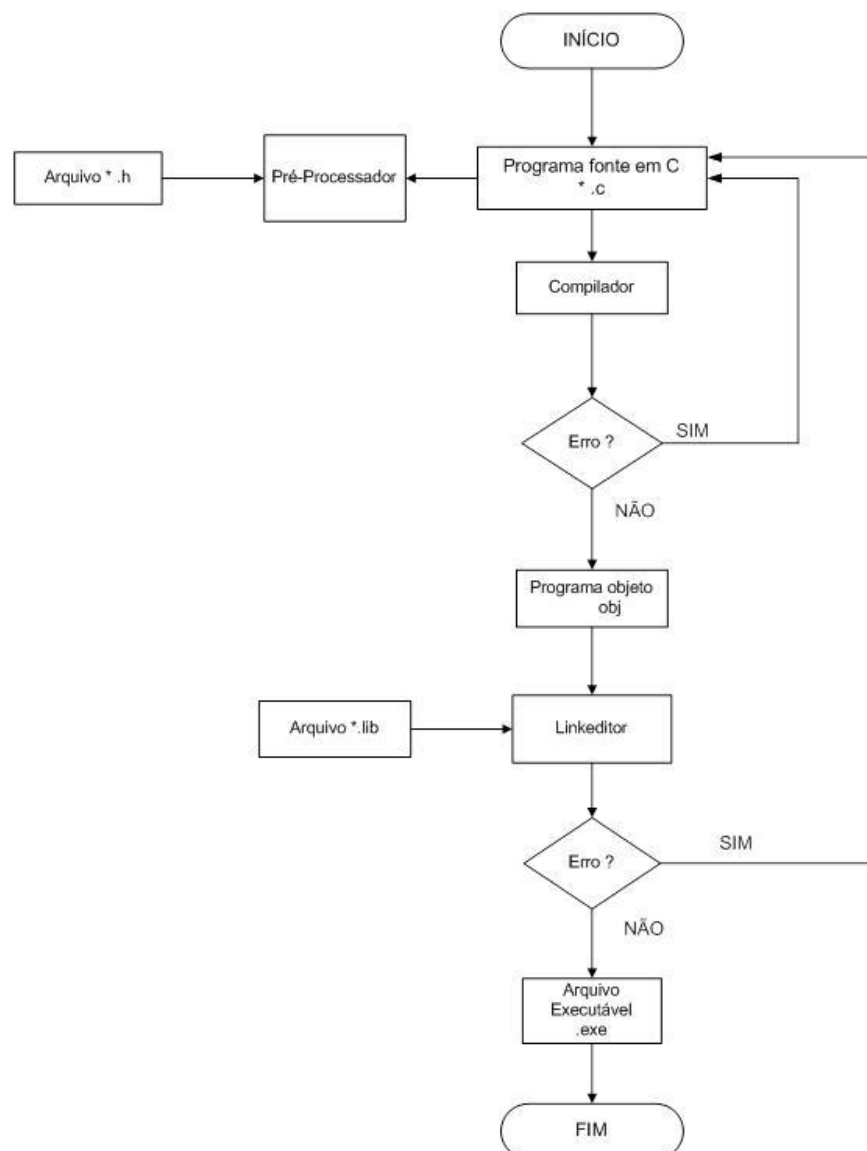 INÍCIO
Arquivo * .h
Pré-Processador
Programa fonte em C
* .c
Compilador
Erro ?
SIM
NÃO
Programa objeto
obj
Arquivo *.lib
Linkeditor
Erro ?
SIM
NÃO
Arquivo
Executável
.exe
FIM